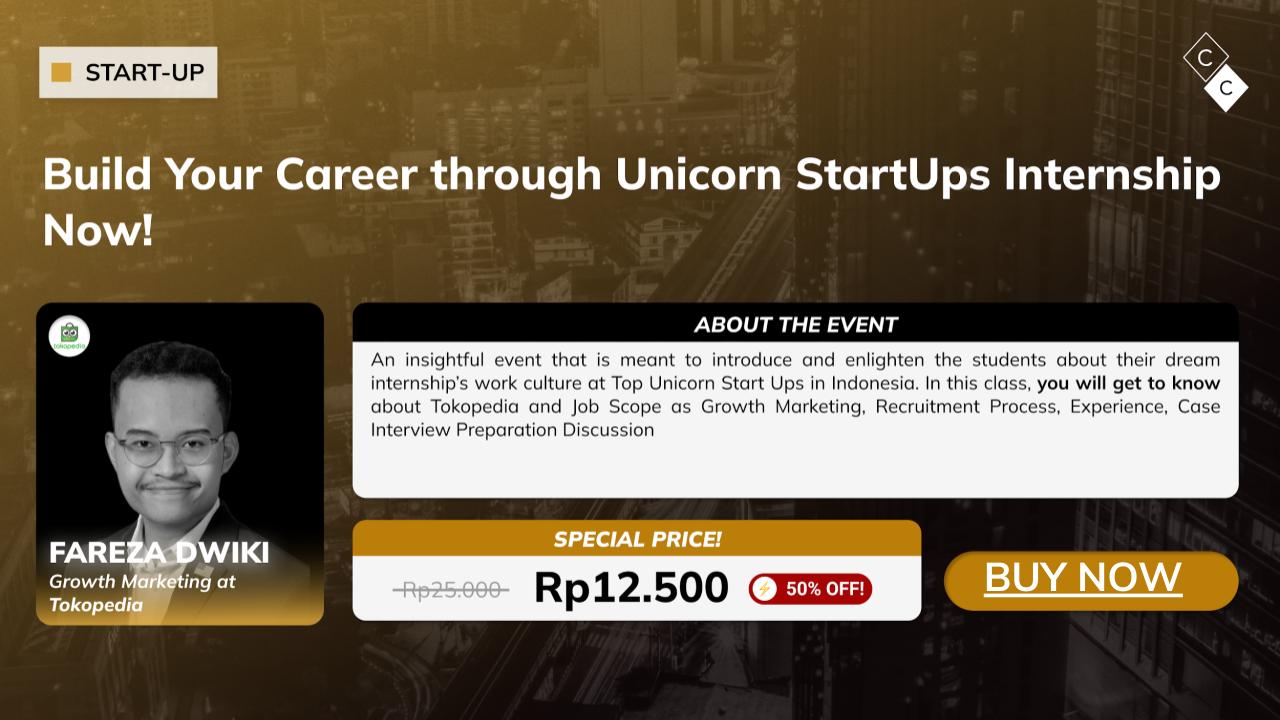 START-UP
C
C
Build Your Career through Unicorn StartUps Internship
Now!
tokopedia
FAREZA DWIKI
Growth Marketing at
Tokopedia
ABOUT THE EVENT
An insightful event that is meant to introduce and enlighten the students about their dream
internship's work culture at Top Unicorn Start Ups in Indonesia. In this class, you will get to know
about Tokopedia and Job Scope as Growth Marketing, Recruitment Process, Experience, Case
Interview Preparation Discussion
SPECIAL PRICE!
Rp25.000 Rp12.500 50% OFF!
BUY NOW